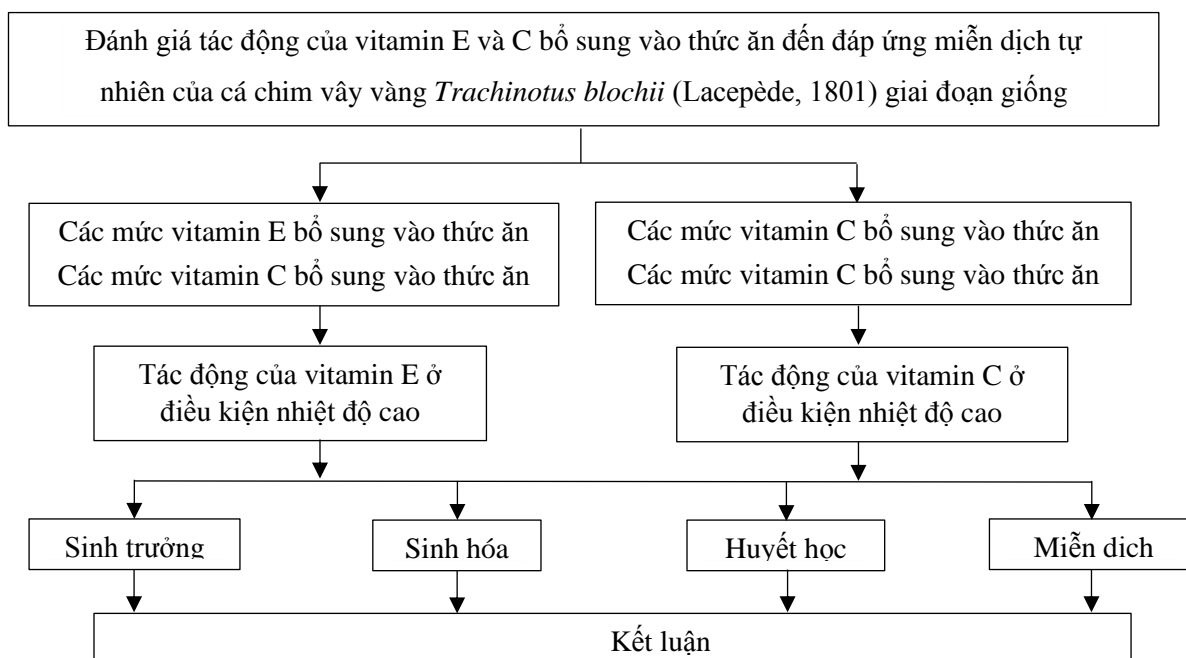 Đánh giá tác động của vitamin E và C bổ sung vào thức ăn đến đáp ứng miễn dịch tự
nhiên của cá chim vây vàng Trachinotus blochii (Lacepède, 1801) giai đoạn giống
Các mức vitamin E bổ sung vào thức ăn
Các mức vitamin C bổ sung vào thức ăn
Các mức vitamin C bổ sung vào thức ăn
Các mức vitamin C bổ sung vào thức ăn
Tác động của vitamin E ở
điều kiện nhiệt độ cao
Tác động của vitamin C ở
điều kiện nhiệt độ cao
Sinh trưởng
Sinh hóa
Huyết học
Miễn dịch
Kết luận